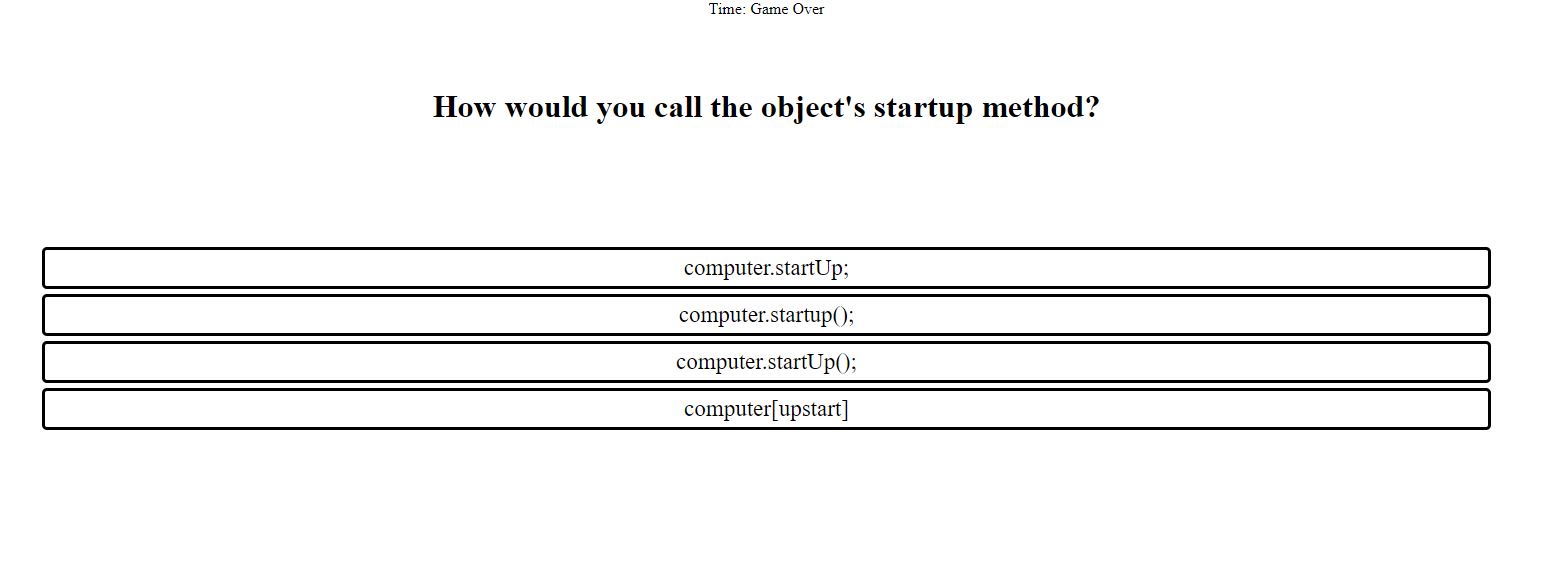 Time: Game Over
How would you call the object's startup method?
computer.startUp;
computer.startup();
computer.startUp();
computer[upstart]